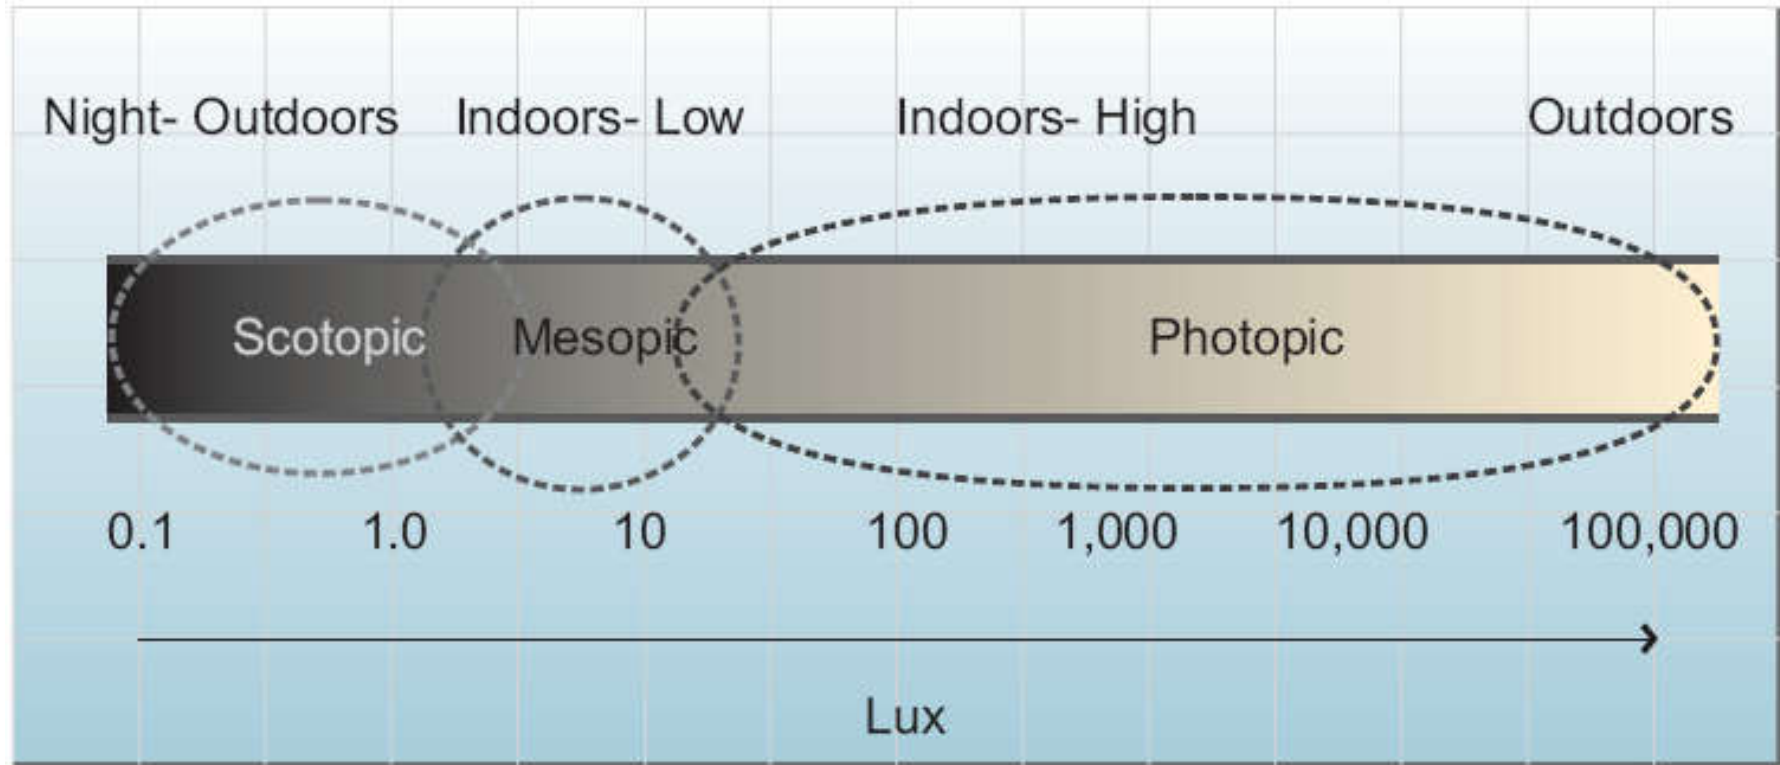 Night- Outdoors Indoors- Low Indoors- High Outdoors
Scotopic Mesopic Photopic
0.1 1.0 10 100 1,000 10,000 100,000
Lux